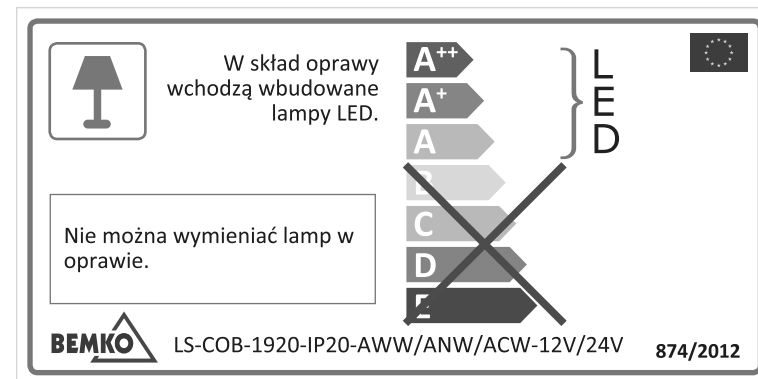 W skład oprawy
wchodzą wbudowane
lampy LED.
A++
A+
A
B
C
D
E
L
E
D
Nie można wymieniać lamp w
oprawie.
BEMKO
LS-COB-1920-IP20-AWW/ANW/ACW-12V/24V
874/2012